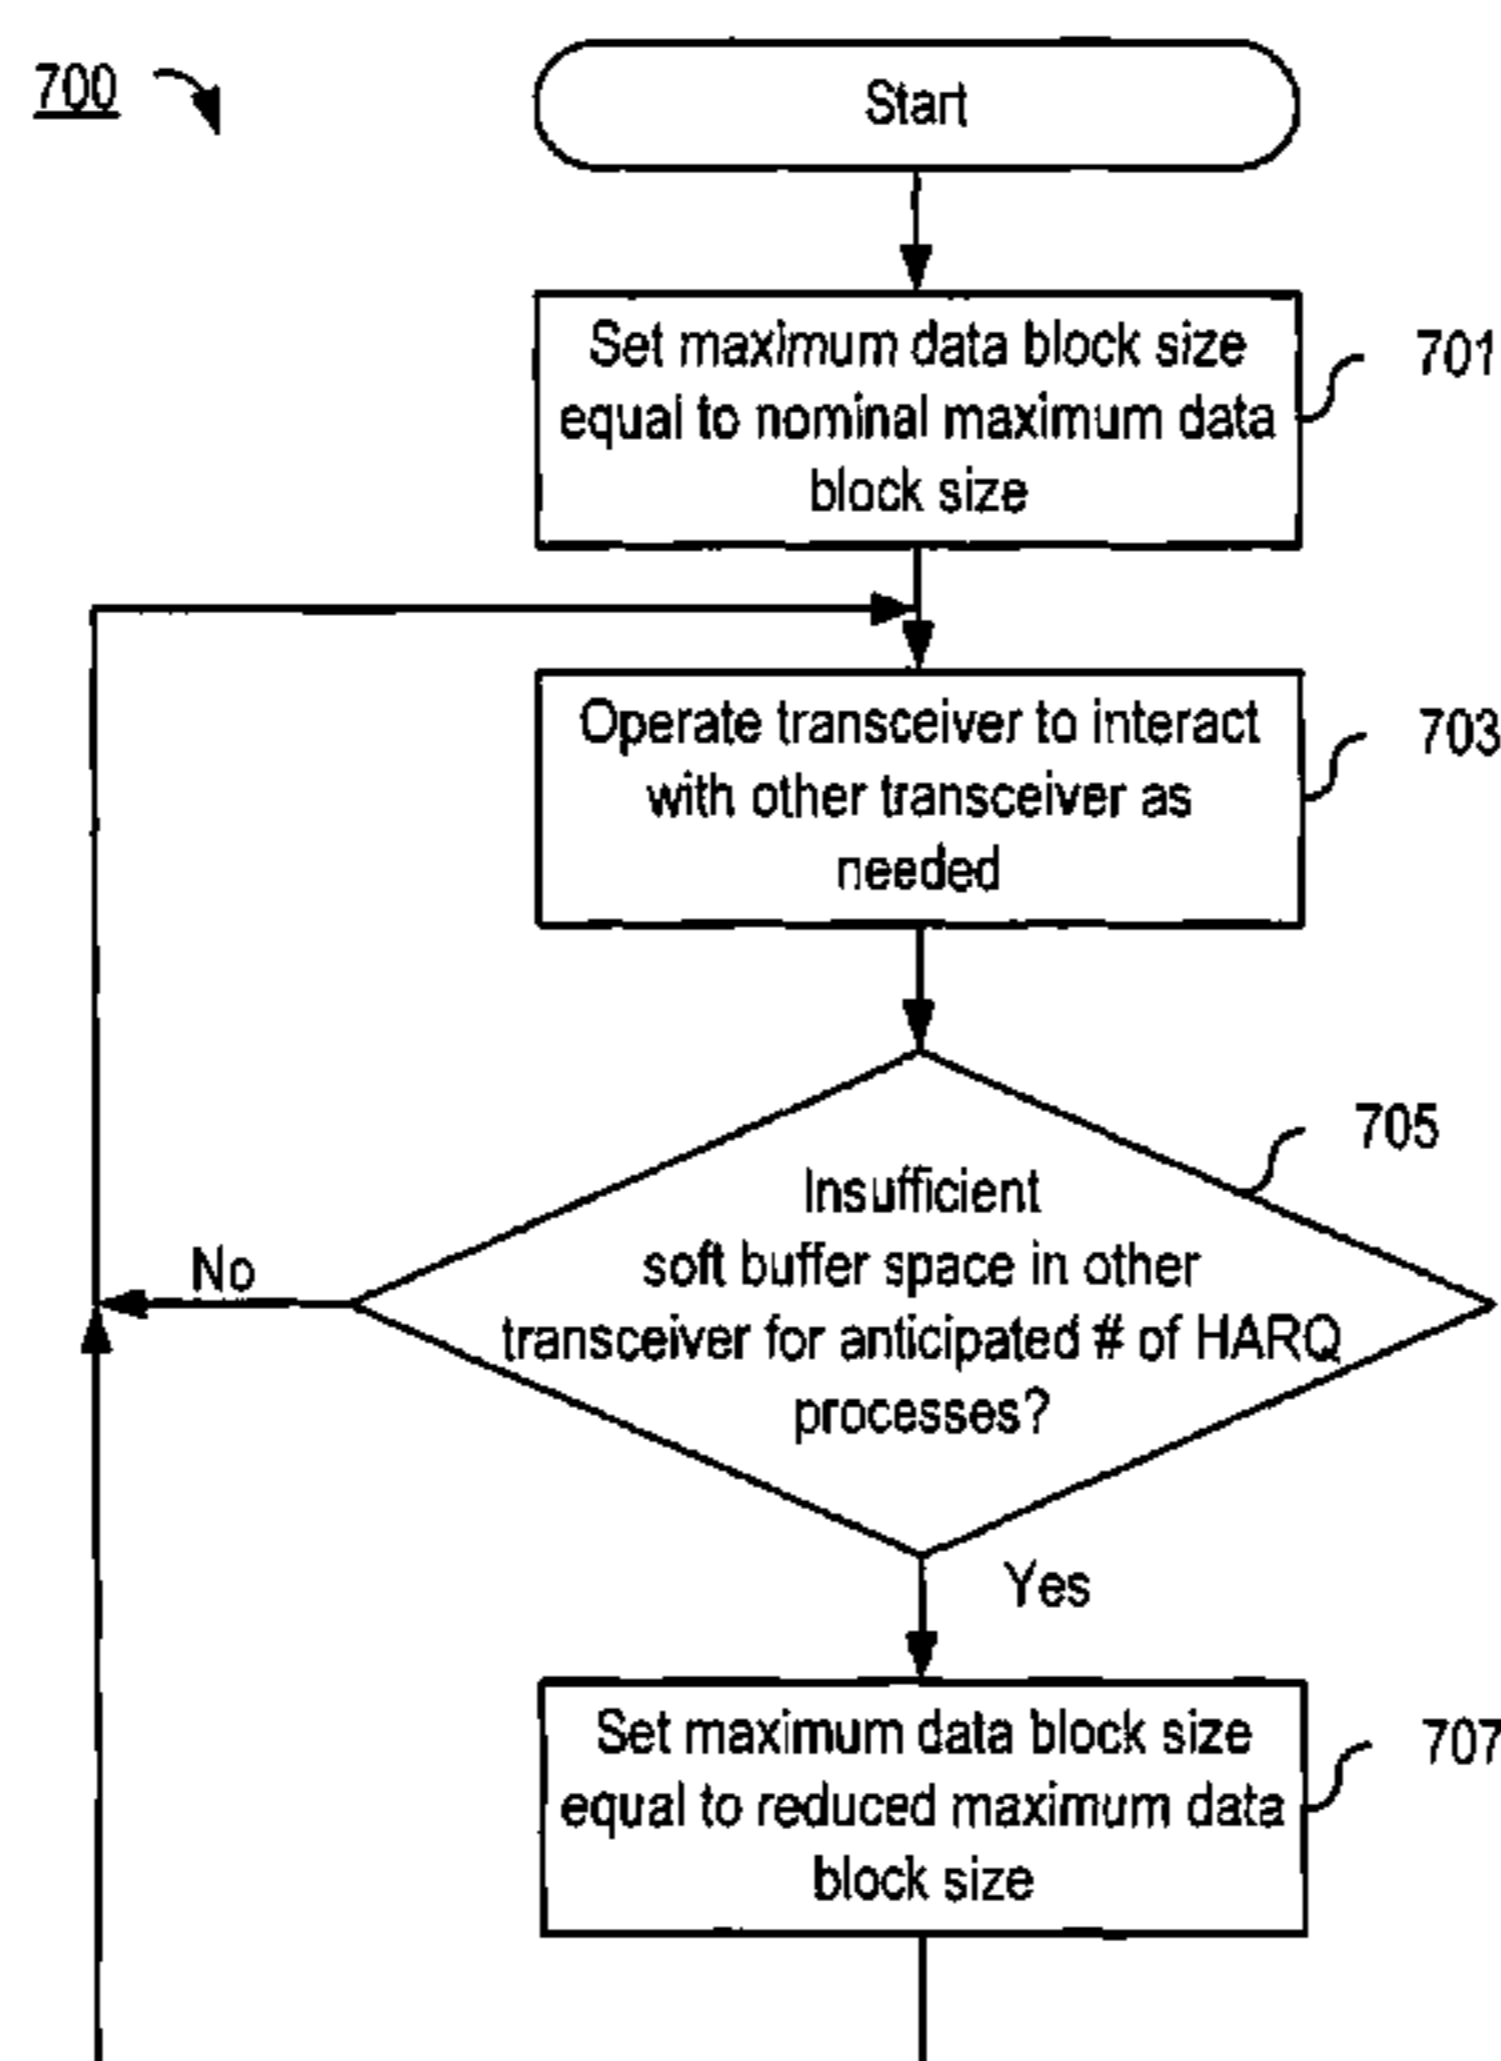 700
Start
Set maximum data block size
equal to nominal maximum data
block size
701
Operate transceiver to interact
with other transceiver as
needed
703
705
Insufficient
soft buffer space in other
transceiver for anticipated # of HARQ
processes?
No
Yes
Set maximum data block size
equal to reduced maximum data
block size
707